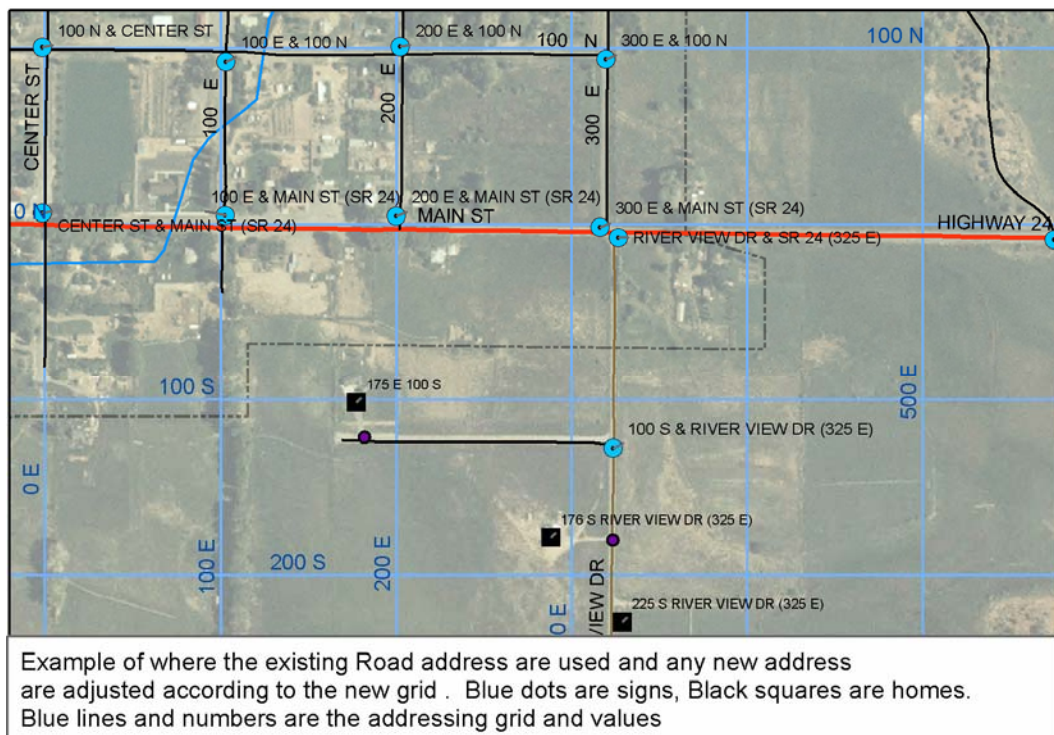 100 N & CENTER ST
100 E & 100 N
200 E & 100 N
100 N
300 E & 100 N
100 N
CENTER ST
100 E
200 E
300 E
0 N
100 E & MAIN ST (SR 24)
200 E & MAIN ST (SR 24)
CENTER ST & MAIN ST (SR 24)
MAIN ST
300 E & MAIN ST (SR 24)
HIGHWAY 24
RIVER VIEW DR & SR 24 (325 E)
100 S
175 E 100 S
500 E
100 S & RIVER VIEW DR (325 E)
0 E
176 S RIVER VIEW DR (325 E)
100 E
200 S
200 E
0 E
VIEW DR
225 S RIVER VIEW DR (325 E)
Example of where the existing Road address are used and any new address
are adjusted according to the new grid . Blue dots are signs, Black squares are homes.
Blue lines and numbers are the addressing grid and values